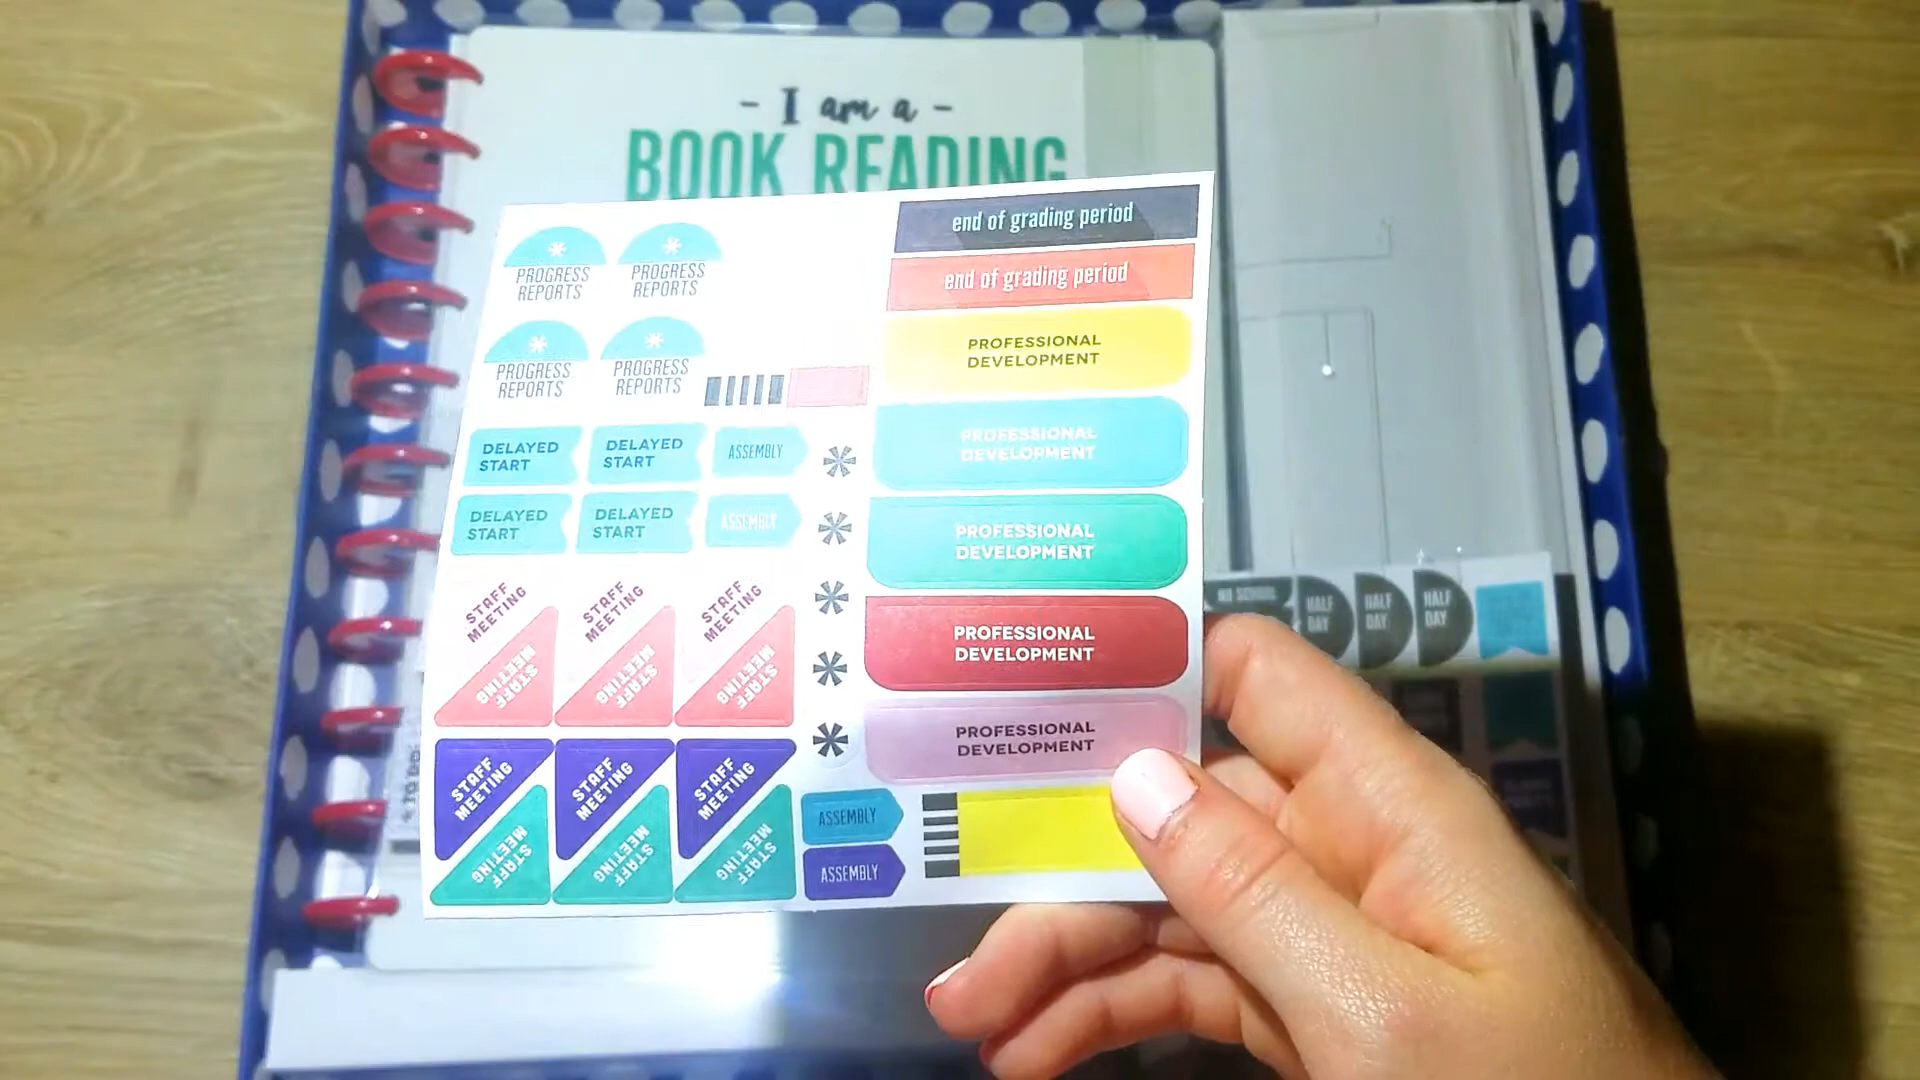 - I am a -
BOOK READING
PROGRESS
REPORTS
PROGRESS
REPORTS
PROGRESS
REPORTS
PROGRESS
REPORTS
DELAYED
START
DELAYED
START
ASSEMBLY
DELAYED
START
DELAYED
START
ASSEMBLY
STAFF
MEETING
STAFF
MEETING
STAFF
MEETING
STAFF
MEETING
STAFF
MEETING
STAFF
MEETING
STAFF
MEETING
STAFF
MEETING
STAFF
MEETING
STAFF
MEETING
STAFF
MEETING
STAFF
MEETING
ASSEMBLY
ASSEMBLY
end of grading period
end of grading period
PROFESSIONAL
DEVELOPMENT
PROFESSIONAL
DEVELOPMENT
PROFESSIONAL
DEVELOPMENT
PROFESSIONAL
DEVELOPMENT
PROFESSIONAL
DEVELOPMENT
NO SCHOOL
HALF
DAY
HALF
DAY
HALF
DAY